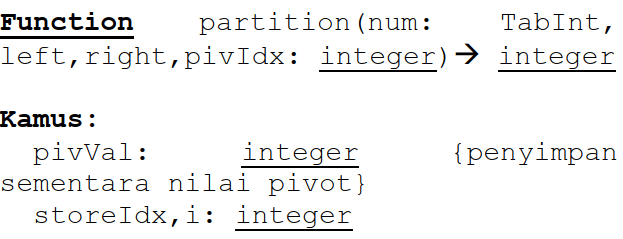 Function partition(num: TabInt,
left,right,pivIdx: integer)→ integer
Kamus:
pivVal: integer {penyimpan
sementara nilai pivot}
storeIdx,i: integer